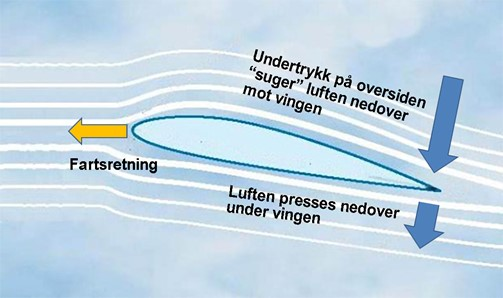 Undertrykk på oversiden
“suger” luften nedover
mot vingen
Fartsretning
Luften presses nedover
under vingen